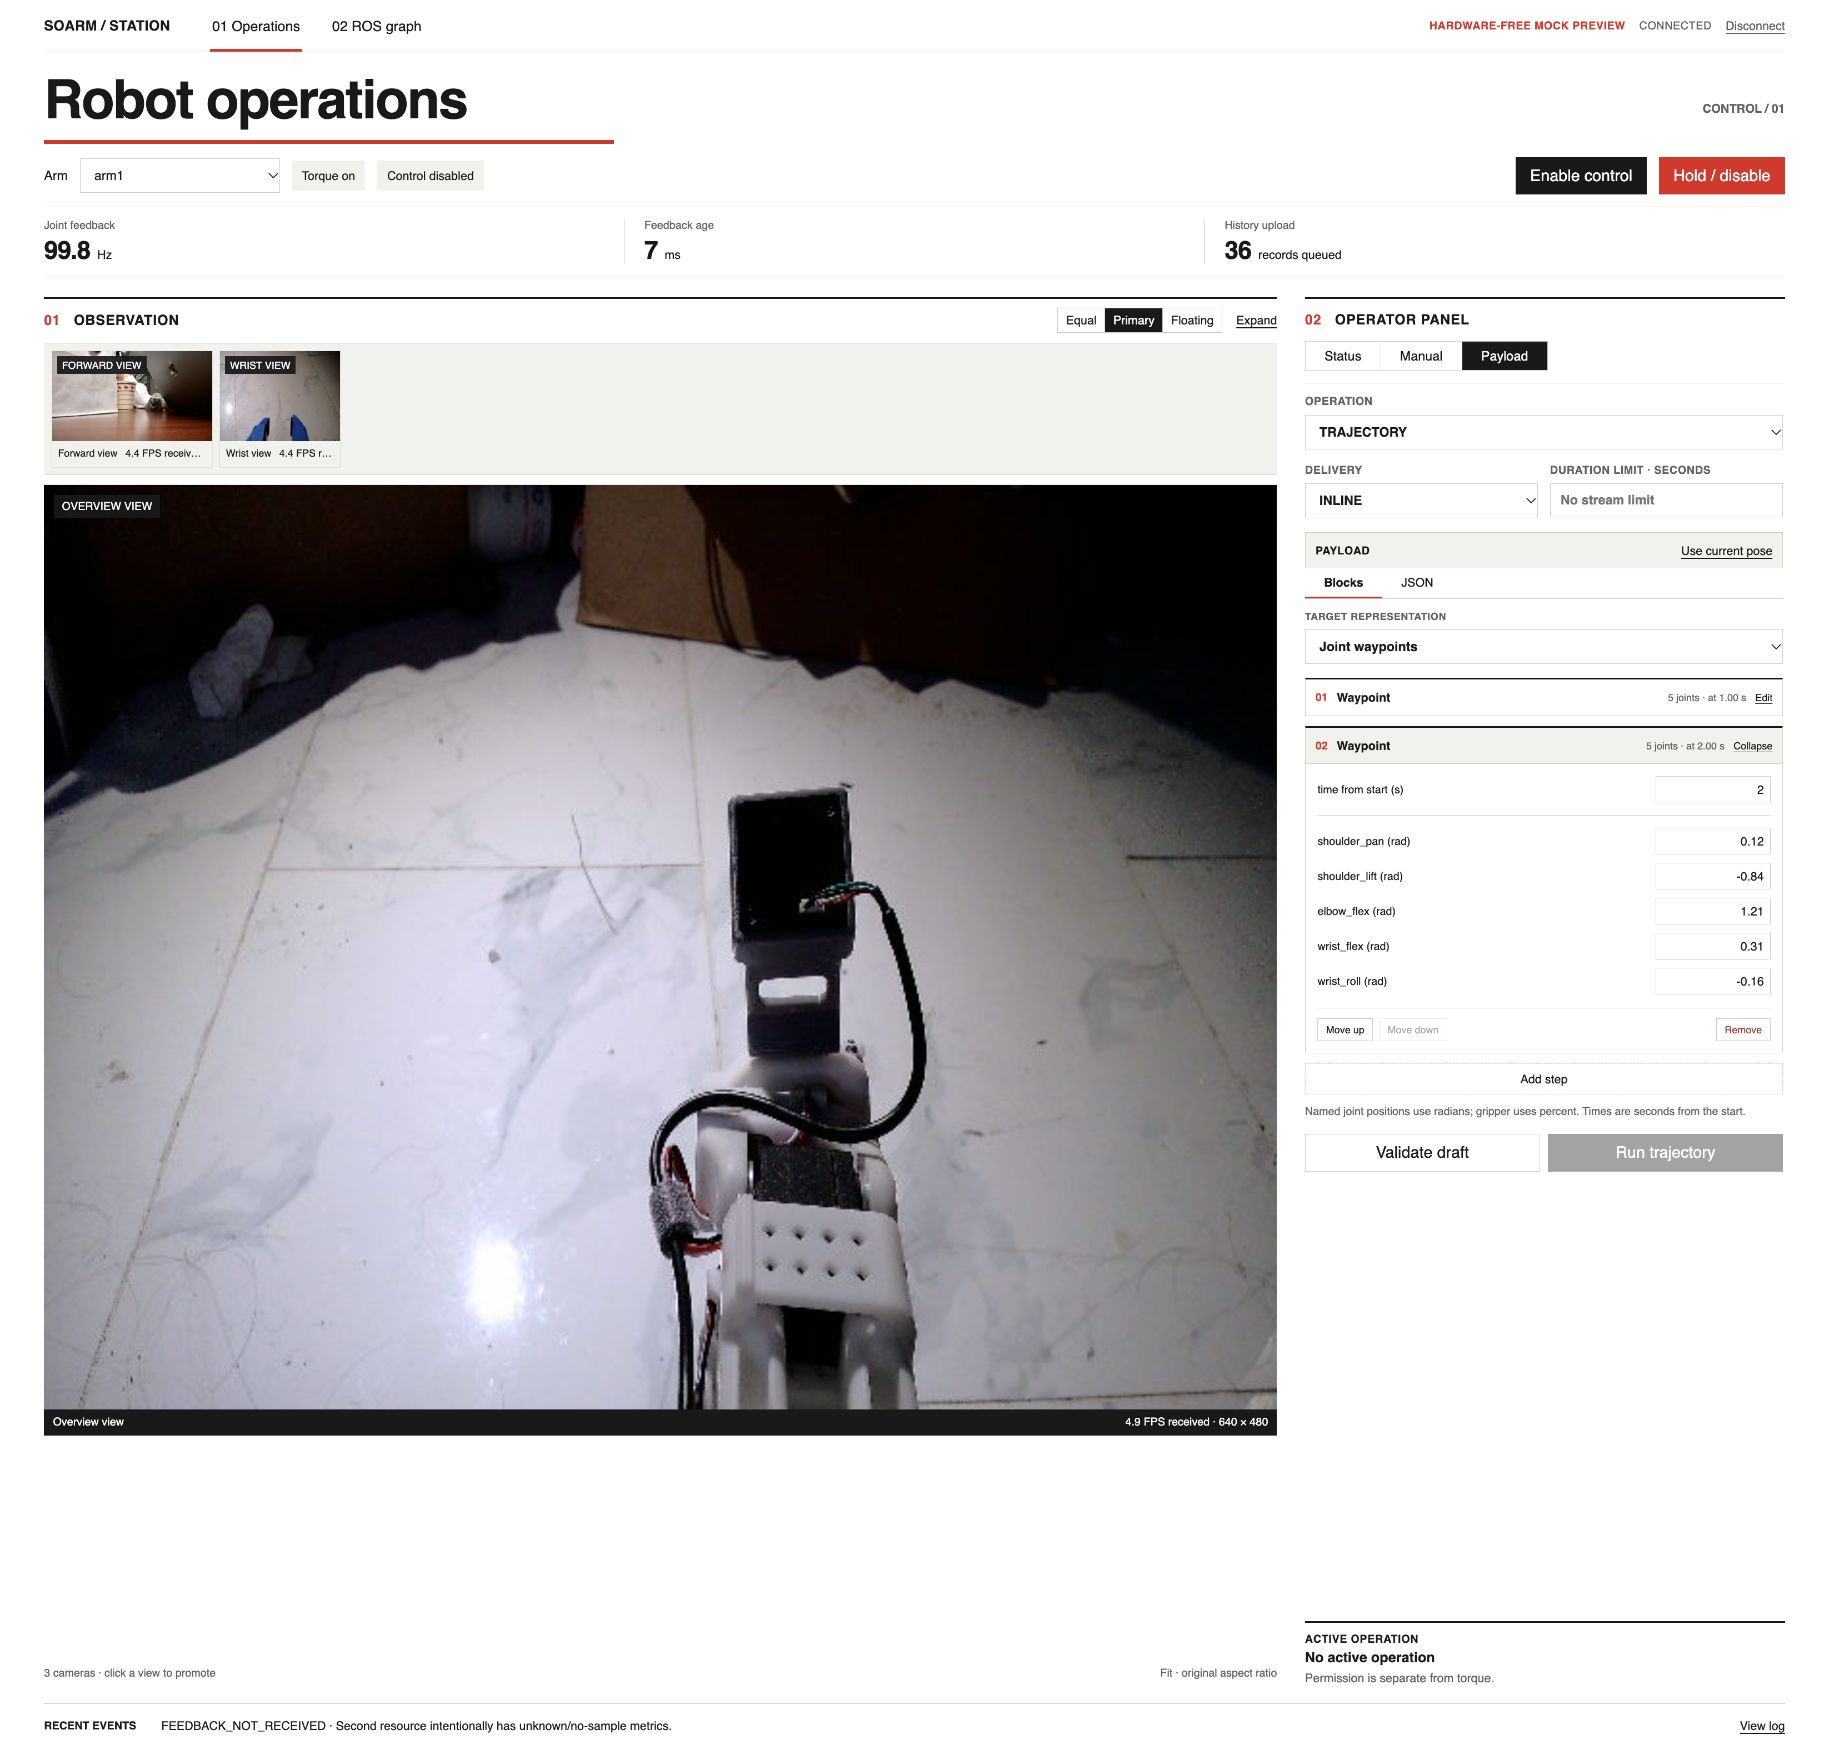 SOARM / STATION 01 Operations 02 ROS graph HARDWARE-FREE MOCK PREVIEW CONNECTED Disconnect
Robot operations
CONTROL / 01
Arm arm1 Torque on Control disabled Enable control Hold / disable
Joint feedback Feedback age History upload
99.8 Hz 7 ms 36 records queued
01 OBSERVATION Equal Primary Floating Expand
FORWARD VIEW WRIST VIEW
Forward view 4.4 FPS receiv... Wrist view 4.4 FPS r...
OVERVIEW VIEW
Overview view 4.9 FPS received · 640 × 480
3 cameras · click a view to promote Fit · original aspect ratio
02 OPERATOR PANEL
Status Manual Payload
OPERATION
TRAJECTORY
DELIVERY DURATION LIMIT · SECONDS
INLINE No stream limit
PAYLOAD Use current pose
Blocks JSON
TARGET REPRESENTATION
Joint waypoints
01 Waypoint 5 joints · at 1.00 s Edit
02 Waypoint 5 joints · at 2.00 s Collapse
time from start (s) 2
shoulder_pan (rad) 0.12
shoulder_lift (rad) -0.84
elbow_flex (rad) 1.21
wrist_flex (rad) 0.31
wrist_roll (rad) -0.16
Move up Move down Remove
Add step
Named joint positions use radians; gripper uses percent. Times are seconds from the start.
Validate draft Run trajectory
ACTIVE OPERATION
No active operation
Permission is separate from torque.
RECENT EVENTS FEEDBACK_NOT_RECEIVED · Second resource intentionally has unknown/no-sample metrics. View log